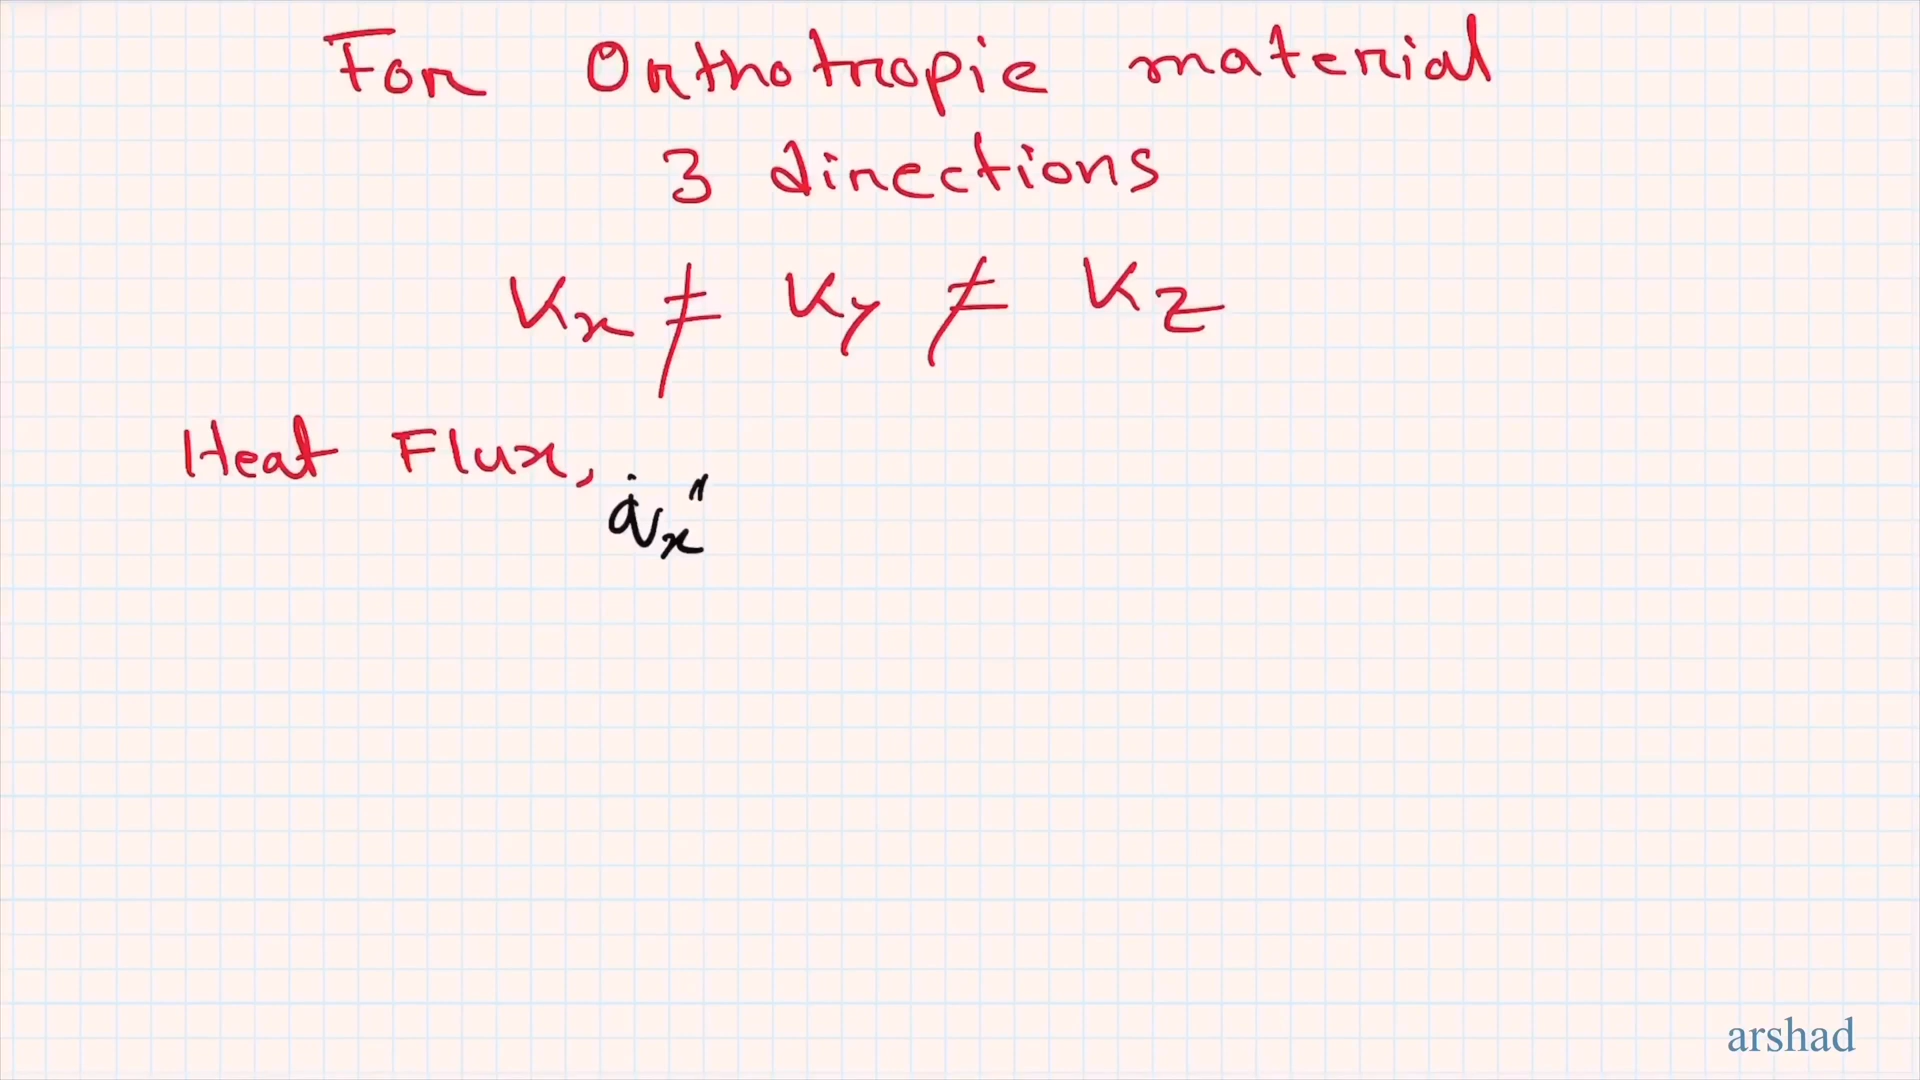 For Orthotropic material
3 directions
Kx ≠ Ky ≠ Kz
Heat Flux, q̇x"
arshad